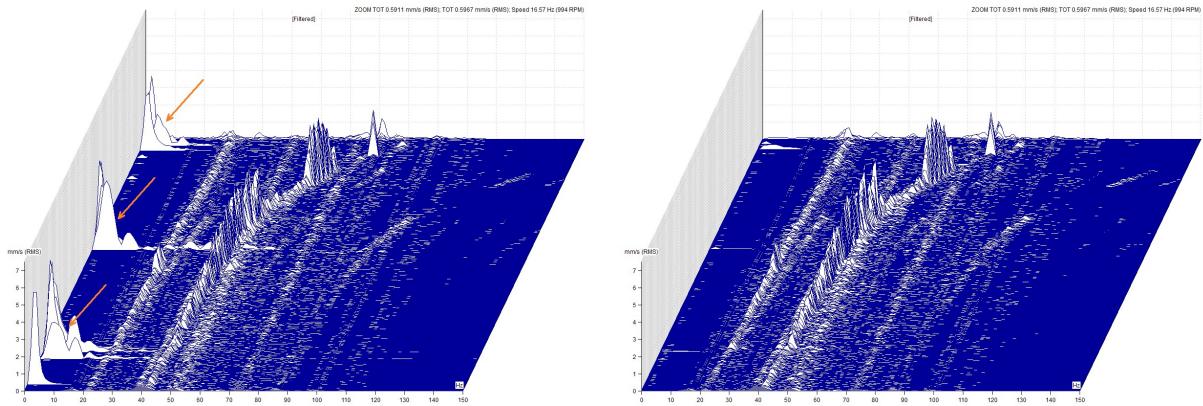 ZOOM TOT 0.5911 mm/s (RMS); TOT 0.5967 mm/s (RMS); Speed 16.57 Hz (994 RPM)
[Filtered]
mm/s (RMS)
7
6
5
4
3
2
1
0
Hz
0 10 20 30 40 50 60 70 80 90 100 110 120 130 140 150
ZOOM TOT 0.5911 mm/s (RMS); TOT 0.5967 mm/s (RMS); Speed 16.57 Hz (994 RPM)
[Filtered]
mm/s (RMS)
7
6
5
4
3
2
1
0
Hz
0 10 20 30 40 50 60 70 80 90 100 110 120 130 140 150